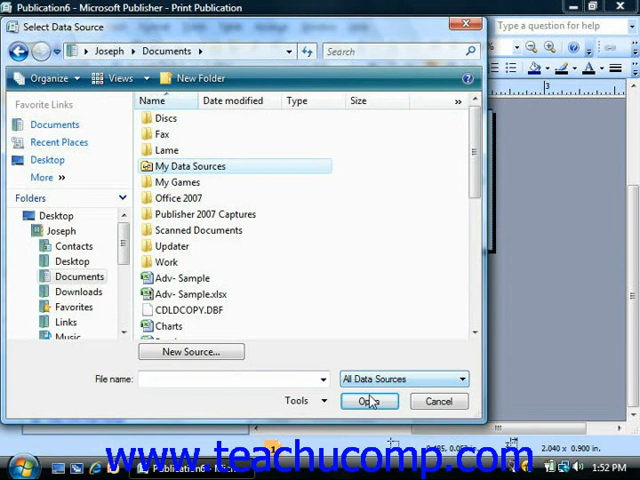 Publication6 - Microsoft Publisher - Print Publication
Select Data Source
Type a question for help
Joseph
Documents
Search
Organize
Views
New Folder
Favorite Links
Documents
Recent Places
Desktop
More »
Folders
Desktop
Joseph
Contacts
Desktop
Documents
Downloads
Favorites
Links
Music
Name
Date modified
Type
Size
»
Discs
Fax
Lame
My Data Sources
My Games
Office 2007
Publisher 2007 Captures
Scanned Documents
Updater
Work
Adv- Sample
Adv- Sample.xlsx
CDLDCOPY.DBF
Charts
3
New Source...
File name:
All Data Sources
Tools
Open
Cancel
2.040 x 0.900 in.
www.teachucomp.com
Publication6 - Micr...
1:52 PM